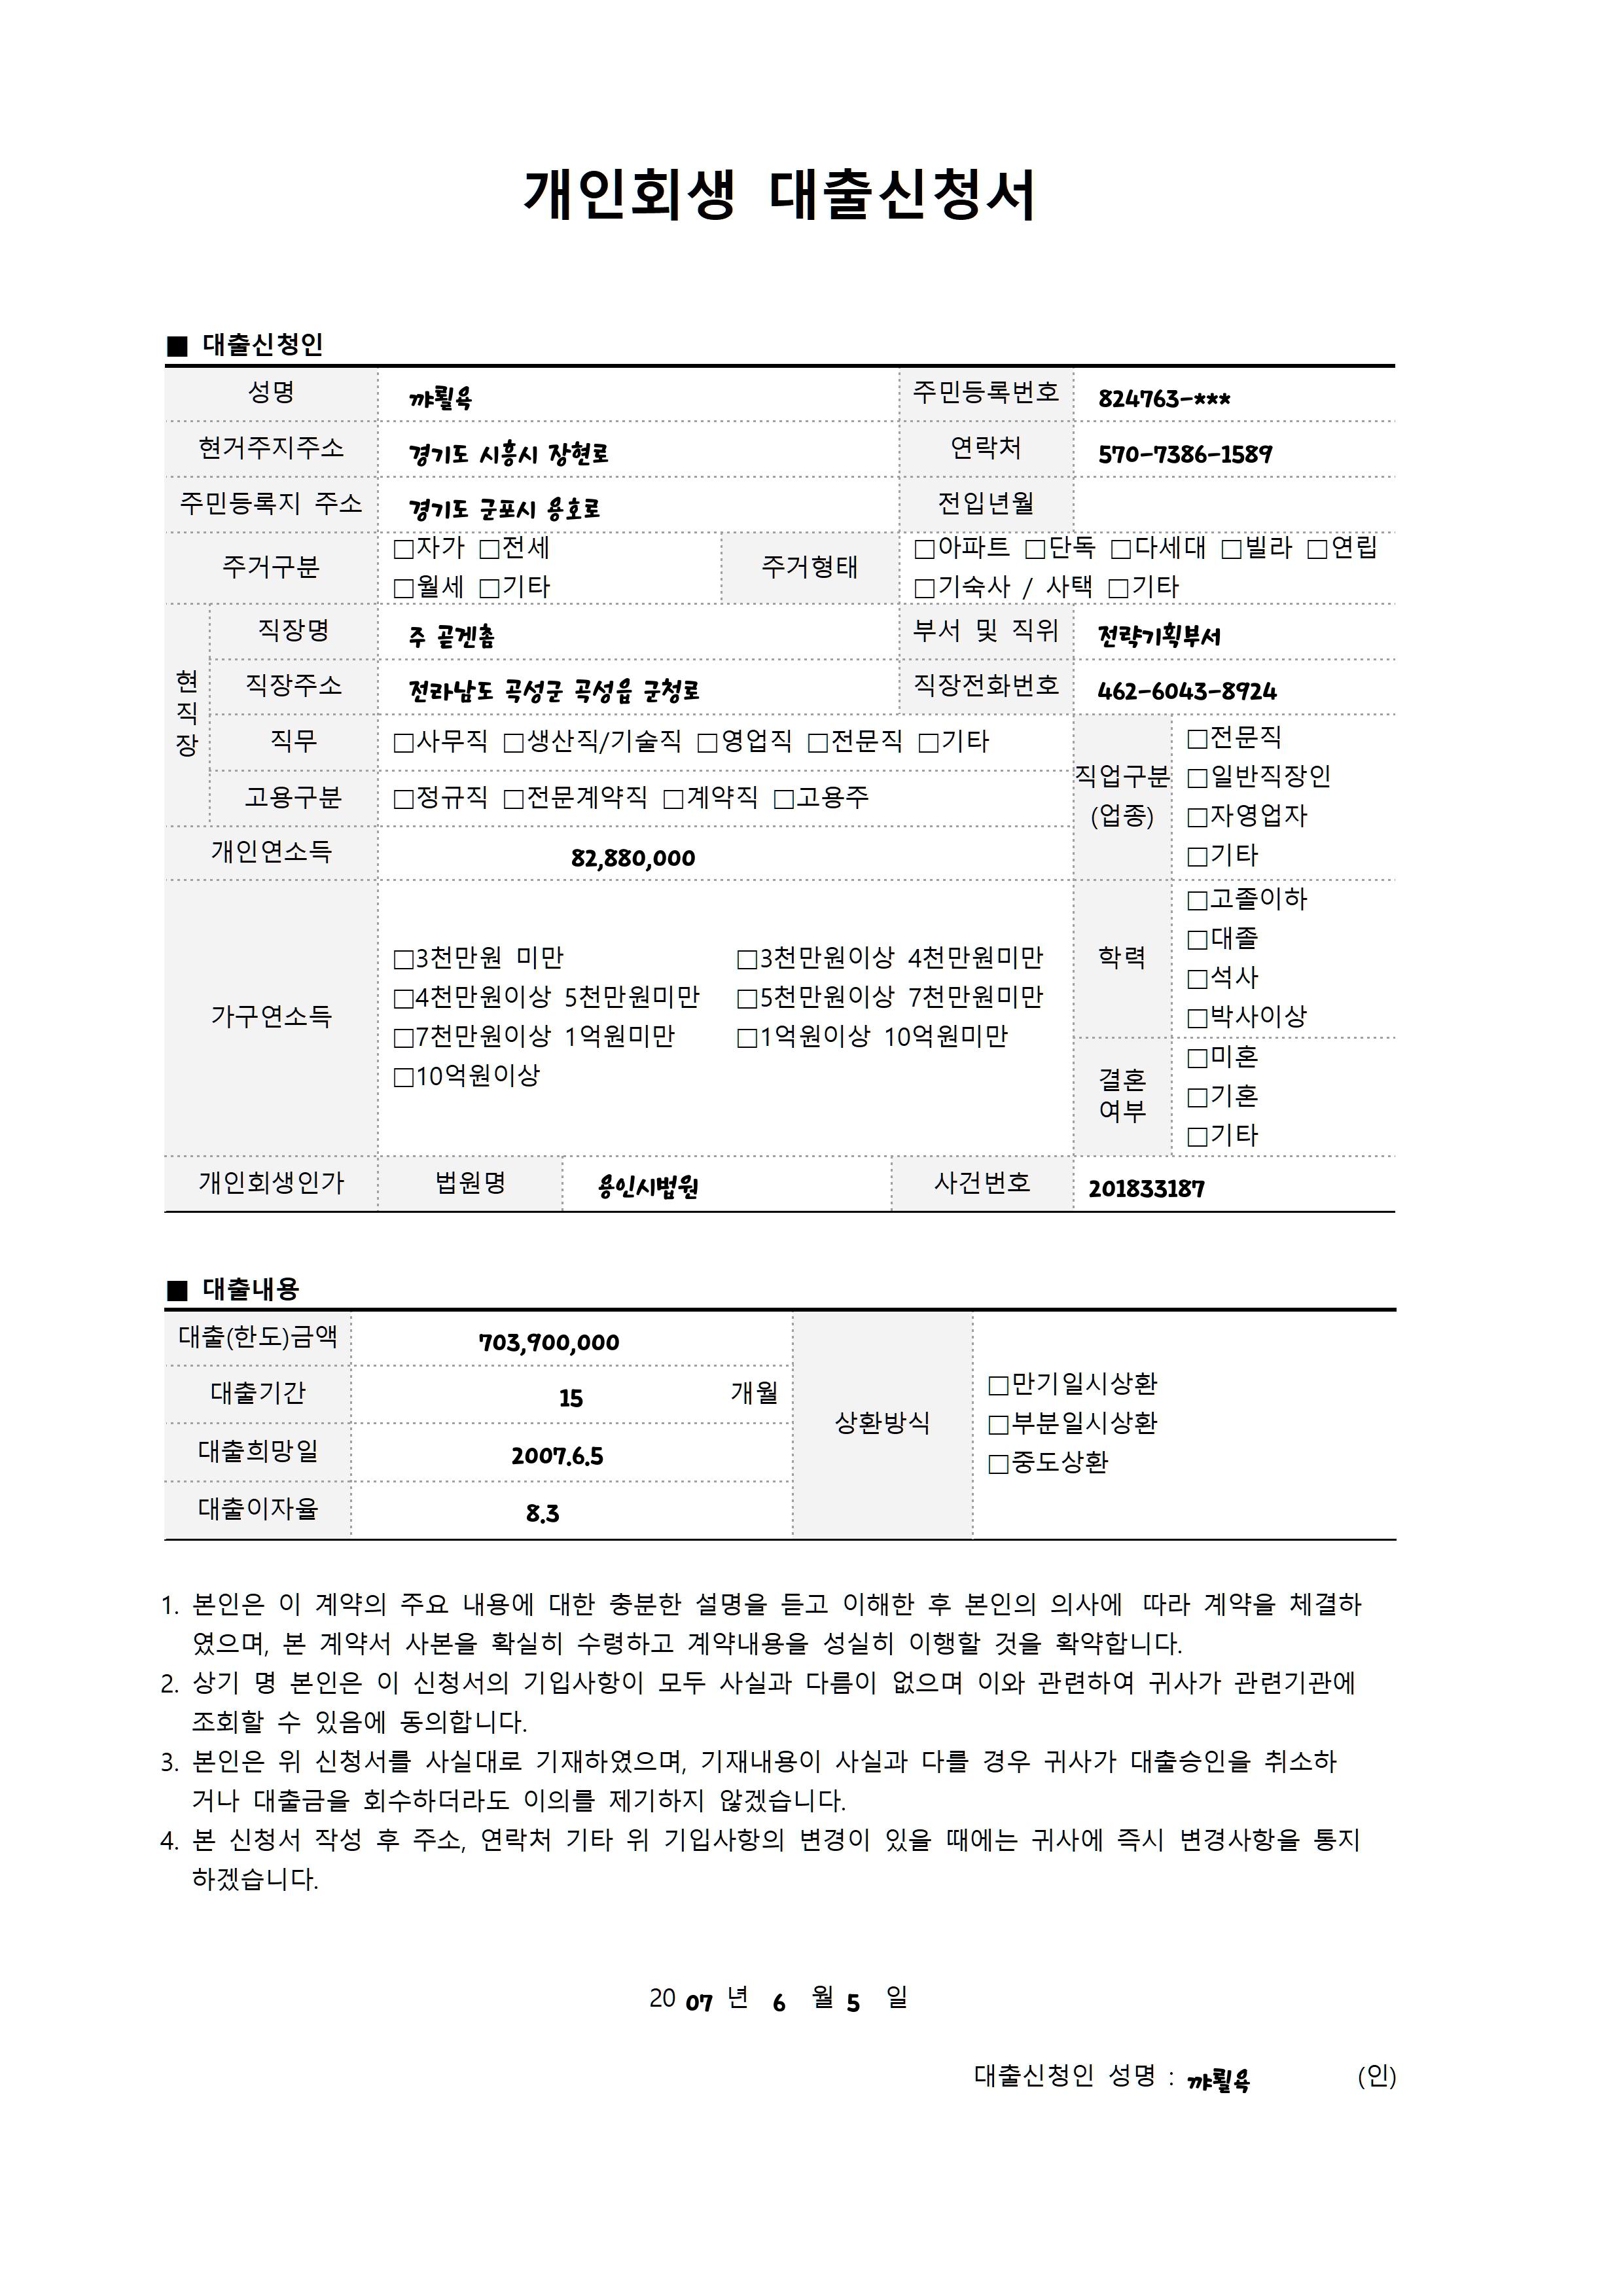 개인회생 대출신청서
■ 대출신청인
성명 꺄뢸욕 주민등록번호 824763-***
현거주지주소 경기도 시흥시 장현로 연락처 570-7386-1589
주민등록지 주소 경기도 군포시 용호로 전입년월
주거구분 □자가 □전세 □월세 □기타 주거형태 □아파트 □단독 □다세대 □빌라 □연립 □기숙사 / 사택 □기타
현직장
직장명 주 곧겐촘 부서 및 직위 전략기획부서
직장주소 전라남도 곡성군 곡성읍 군청로 직장전화번호 462-6043-8924
직무 □사무직 □생산직/기술직 □영업직 □전문직 □기타
고용구분 □정규직 □전문계약직 □계약직 □고용주
직업구분 (업종) □전문직 □일반직장인 □자영업자 □기타
개인연소득 82,880,000
가구연소득
□3천만원 미만 □3천만원이상 4천만원미만
□4천만원이상 5천만원미만 □5천만원이상 7천만원미만
□7천만원이상 1억원미만 □1억원이상 10억원미만
□10억원이상
학력 □고졸이하 □대졸 □석사 □박사이상
결혼여부 □미혼 □기혼 □기타
개인회생인가 법원명 용인시법원 사건번호 201833187
■ 대출내용
대출(한도)금액 703,900,000
대출기간 15 개월
대출희망일 2007.6.5
대출이자율 8.3
상환방식 □만기일시상환 □부분일시상환 □중도상환
1. 본인은 이 계약의 주요 내용에 대한 충분한 설명을 듣고 이해한 후 본인의 의사에 따라 계약을 체결하
였으며, 본 계약서 사본을 확실히 수령하고 계약내용을 성실히 이행할 것을 확약합니다.
2. 상기 명 본인은 이 신청서의 기입사항이 모두 사실과 다름이 없으며 이와 관련하여 귀사가 관련기관에
조회할 수 있음에 동의합니다.
3. 본인은 위 신청서를 사실대로 기재하였으며, 기재내용이 사실과 다를 경우 귀사가 대출승인을 취소하
거나 대출금을 회수하더라도 이의를 제기하지 않겠습니다.
4. 본 신청서 작성 후 주소, 연락처 기타 위 기입사항의 변경이 있을 때에는 귀사에 즉시 변경사항을 통지
하겠습니다.
20 07 년 6 월 5 일
대출신청인 성명 : 꺄뢸욕 (인)